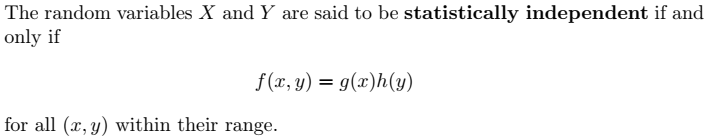 The random variables X and Y are said to be statistically independent if and
only if
f(x, y) = g(x)h(y)
for all (x, y) within their range.